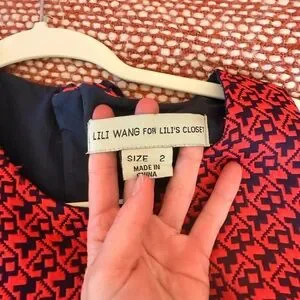 LILI WANG FOR LILI'S CLOSET
SIZE 2
MADE IN
CHINA